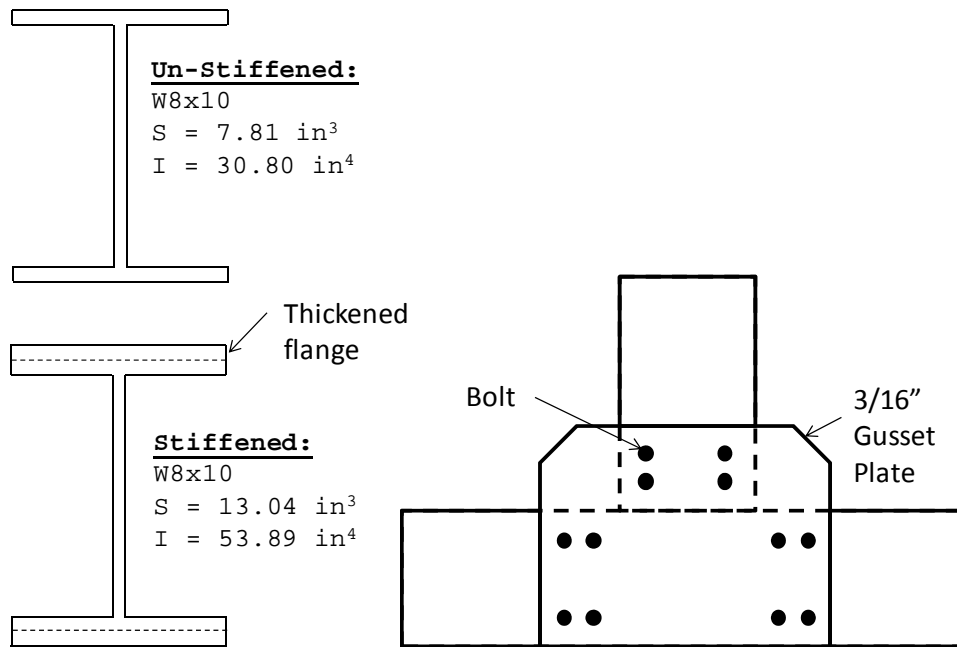 Un-Stiffened:
W8x10
S = 7.81 in³
I = 30.80 in⁴
Thickened
flange
Stiffened:
W8x10
S = 13.04 in³
I = 53.89 in⁴
Bolt
3/16”
Gusset
Plate